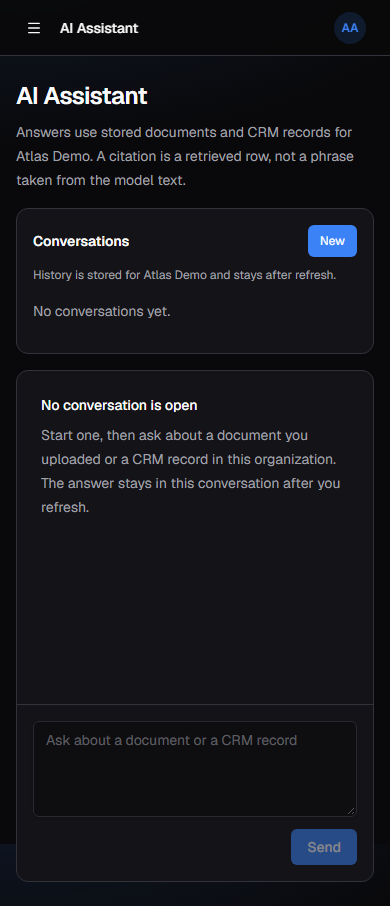 AI Assistant
AA
AI Assistant
Answers use stored documents and CRM records for
Atlas Demo. A citation is a retrieved row, not a phrase
taken from the model text.
Conversations
New
History is stored for Atlas Demo and stays after refresh.
No conversations yet.
No conversation is open
Start one, then ask about a document you
uploaded or a CRM record in this organization.
The answer stays in this conversation after you
refresh.
Ask about a document or a CRM record
Send